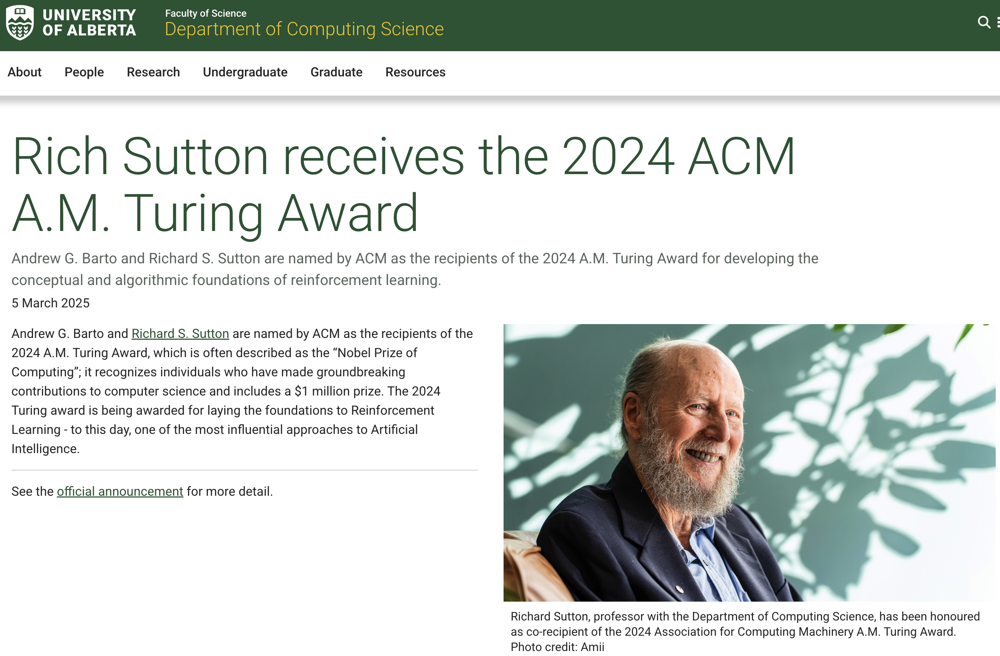 UNIVERSITY
OF ALBERTA
Faculty of Science
Department of Computing Science
About People Research Undergraduate Graduate Resources
Rich Sutton receives the 2024 ACM
A.M. Turing Award
Andrew G. Barto and Richard S. Sutton are named by ACM as the recipients of the 2024 A.M. Turing Award for developing the
conceptual and algorithmic foundations of reinforcement learning.
5 March 2025
Andrew G. Barto and Richard S. Sutton are named by ACM as the recipients of the
2024 A.M. Turing Award, which is often described as the “Nobel Prize of
Computing”; it recognizes individuals who have made groundbreaking
contributions to computer science and includes a $1 million prize. The 2024
Turing award is being awarded for laying the foundations to Reinforcement
Learning - to this day, one of the most influential approaches to Artificial
Intelligence.
See the official announcement for more detail.
Richard Sutton, professor with the Department of Computing Science, has been honoured
as co-recipient of the 2024 Association for Computing Machinery A.M. Turing Award.
Photo credit: Amii